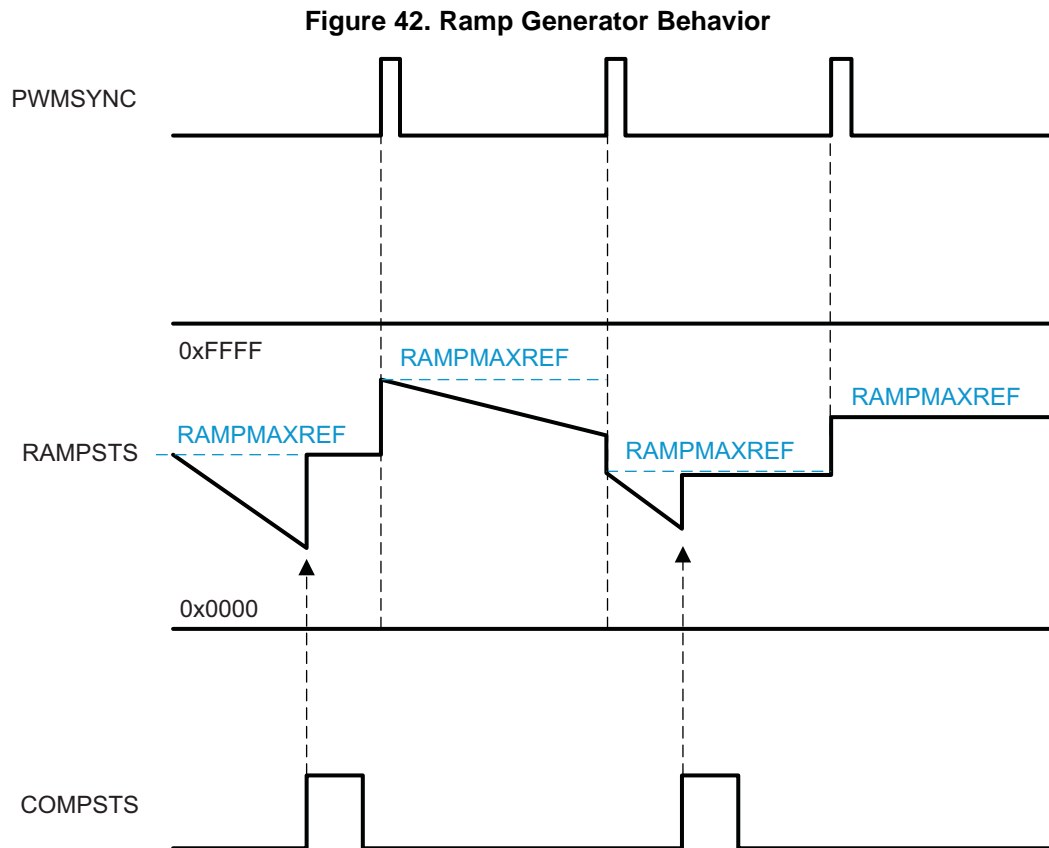 Figure 42. Ramp Generator Behavior
PWMSYNC
0xFFFF
RAMPMAXREF
RAMPMAXREF
RAMPMAXREF
RAMPMAXREF
RAMPSTS
0x0000
COMPSTS